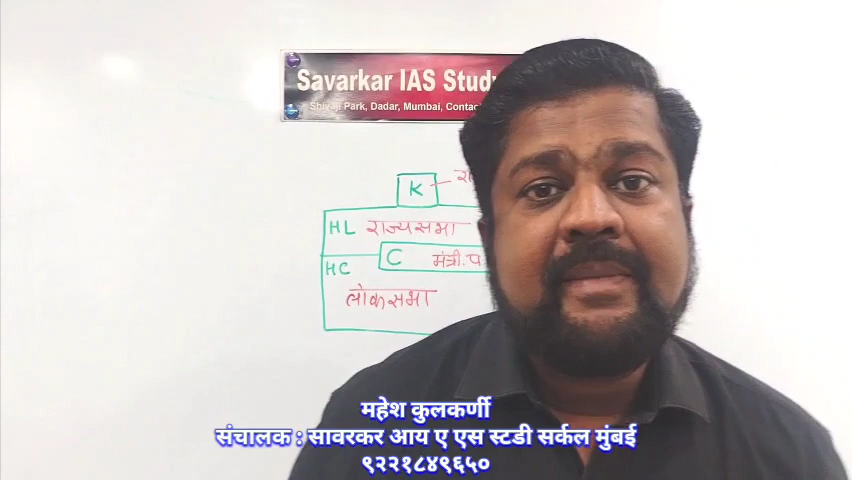 Savarkar IAS Study
Shivaji Park, Dadar, Mumbai, Contac
K
HL राज्यसभा
C मंत्री. प
HC
लोकसभा
महेश कुलकर्णी
संचालक : सावरकर आय ए एस स्टडी सर्कल मुंबई
९२२१८४९६५०